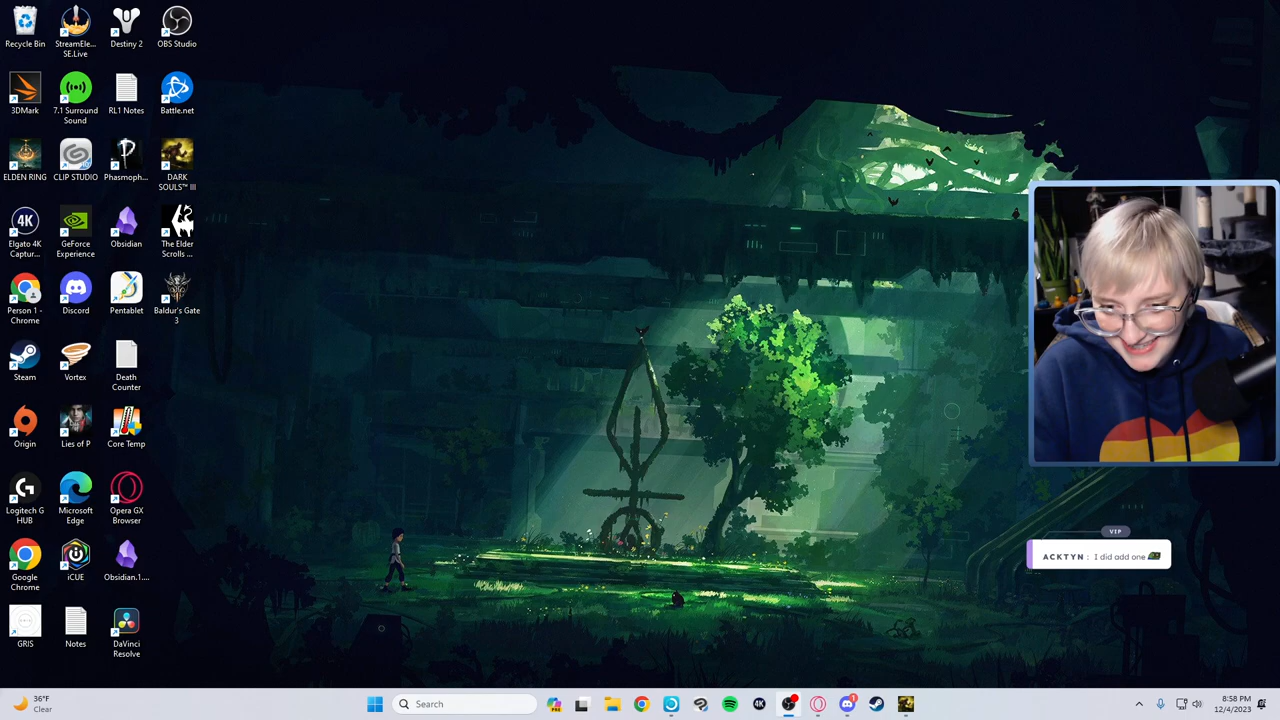 Recycle Bin
StreamEle...
SE.Live
Destiny 2
OBS Studio
3DMark
7.1 Surround
Sound
RL1 Notes
Battle.net
ELDEN RING
CLIP STUDIO
Phasmoph...
DARK
SOULS™ III
Elgato 4K
Captur...
GeForce
Experience
Obsidian
The Elder
Scrolls ...
Person 1 -
Chrome
Discord
Pentablet
Baldur's Gate
3
Steam
Vortex
Death
Counter
Origin
Lies of P
Core Temp
Logitech G
HUB
Microsoft
Edge
Opera GX
Browser
Google
Chrome
iCUE
Obsidian.1....
GRIS
Notes
DaVinci
Resolve
VIP
ACKTYN : I did add one
36°F
Clear
Search
8:58 PM
12/4/2023